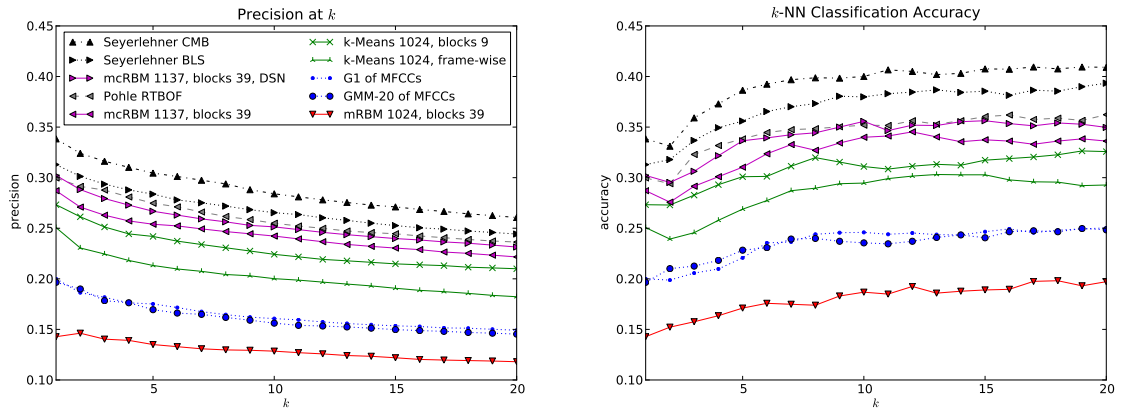 Precision at k
0.45
0.40
0.35
0.30
0.25
0.20
0.15
0.10
precision
5
10
15
20
k
Seyerlehner CMB
Seyerlehner BLS
mcRBM 1137, blocks 39, DSN
Pohle RTBOF
mcRBM 1137, blocks 39
k-Means 1024, blocks 9
k-Means 1024, frame-wise
G1 of MFCCs
GMM-20 of MFCCs
mRBM 1024, blocks 39
k-NN Classification Accuracy
0.45
0.40
0.35
0.30
0.25
0.20
0.15
0.10
accuracy
5
10
15
20
k